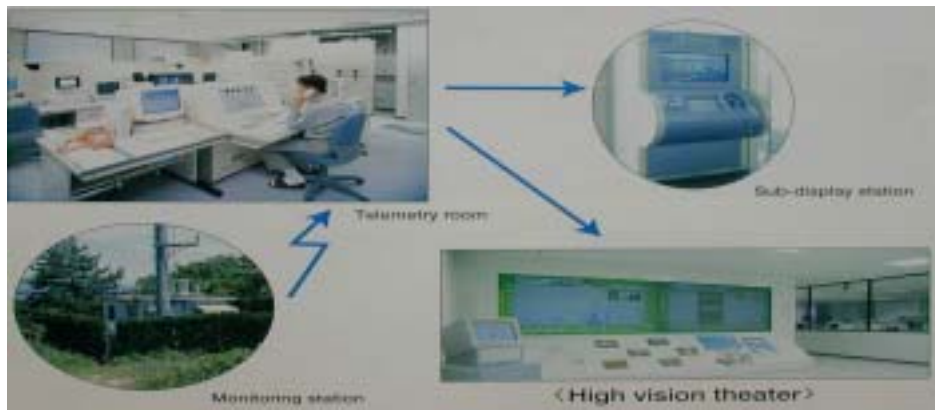 Telemetry room
Sub-display station
Monitoring station
<High vision theater>